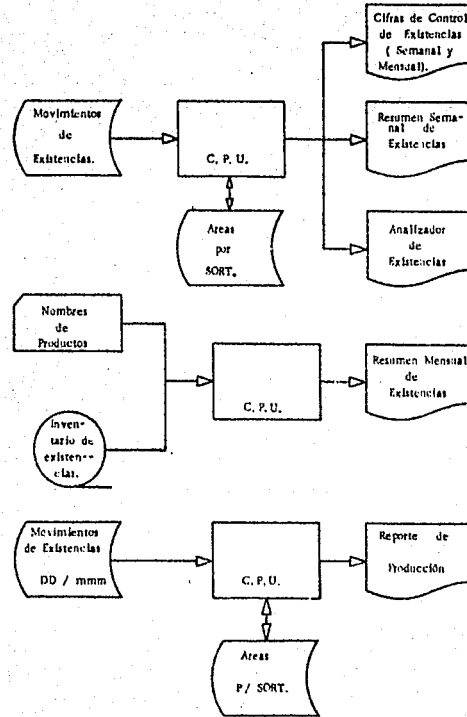 Cifras de Control
de Existencias
( Semanal y
Mensual).
Movimientos
de
Existencias.
C. P. U.
Resumen Sema-
nal de
Existencias
Areas
por
SORT.
Analizador
de
Existencias
Nombres
de
Productos
C. P. U.
Resumen Mensual
de
Existencias
Inven-
tario de
existen--
cias.
Movimientos
de Existencias
DD / mmm
C. P. U.
Reporte de
Producción
Areas
P/ SORT.